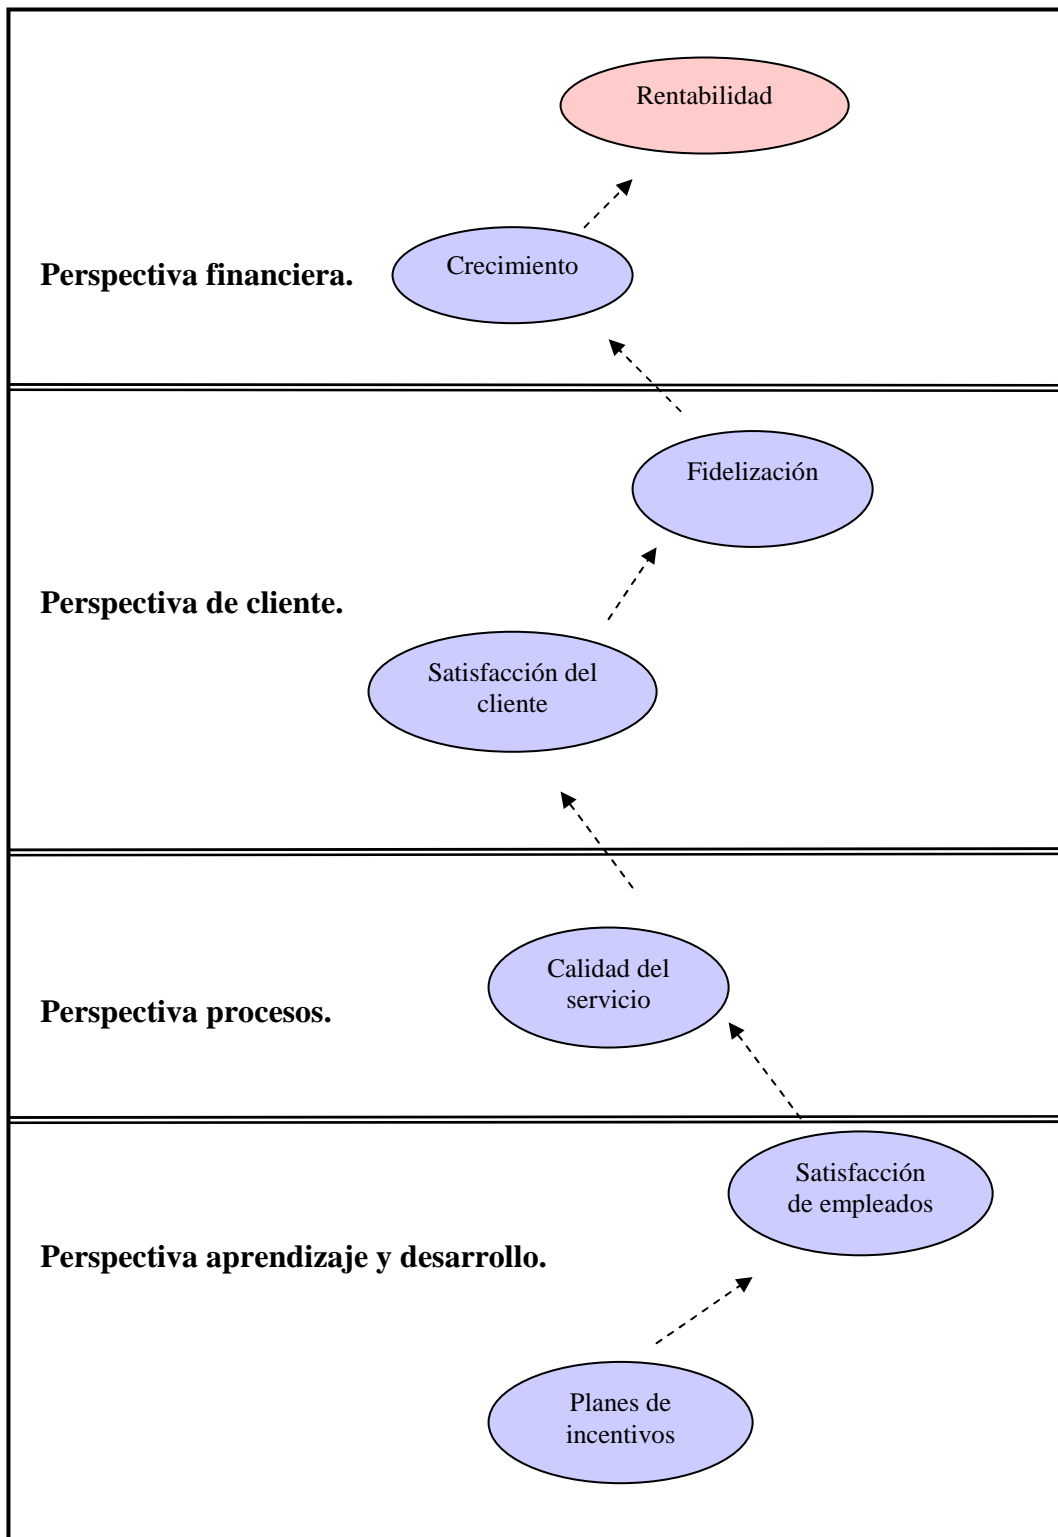 Rentabilidad
Crecimiento
Perspectiva financiera.
Fidelización
Perspectiva de cliente.
Satisfacción del
cliente
Calidad del
servicio
Perspectiva procesos.
Satisfacción
de empleados
Perspectiva aprendizaje y desarrollo.
Planes de
incentivos